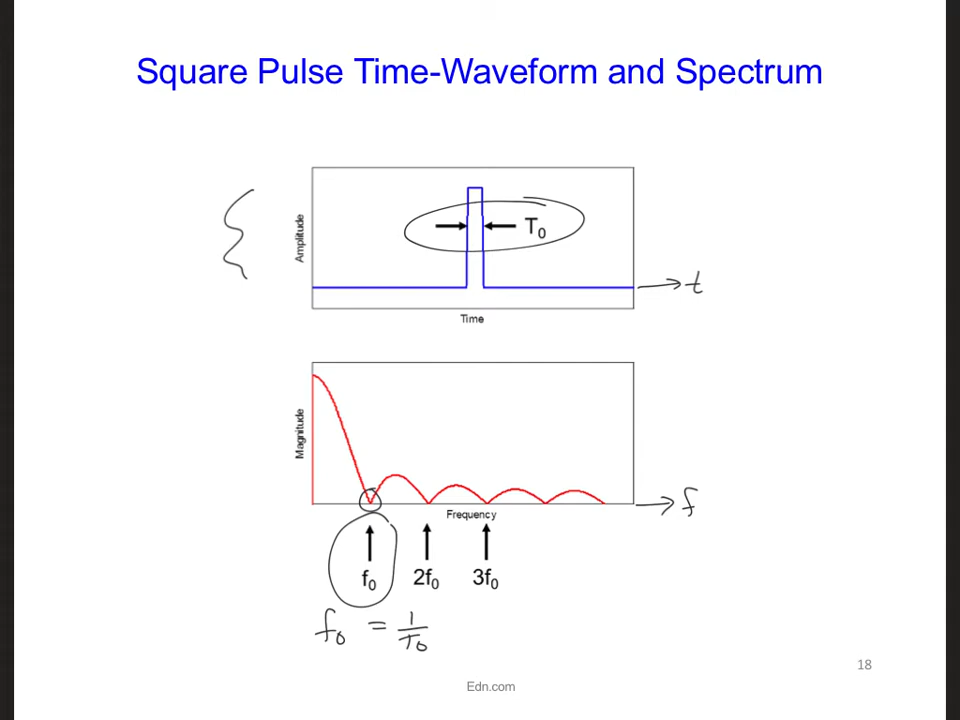 Square Pulse Time-Waveform and Spectrum
Amplitude
T₀
t
Time
Magnitude
f
Frequency
f₀ 2f₀ 3f₀
f₀ = 1/T₀
18
Edn.com